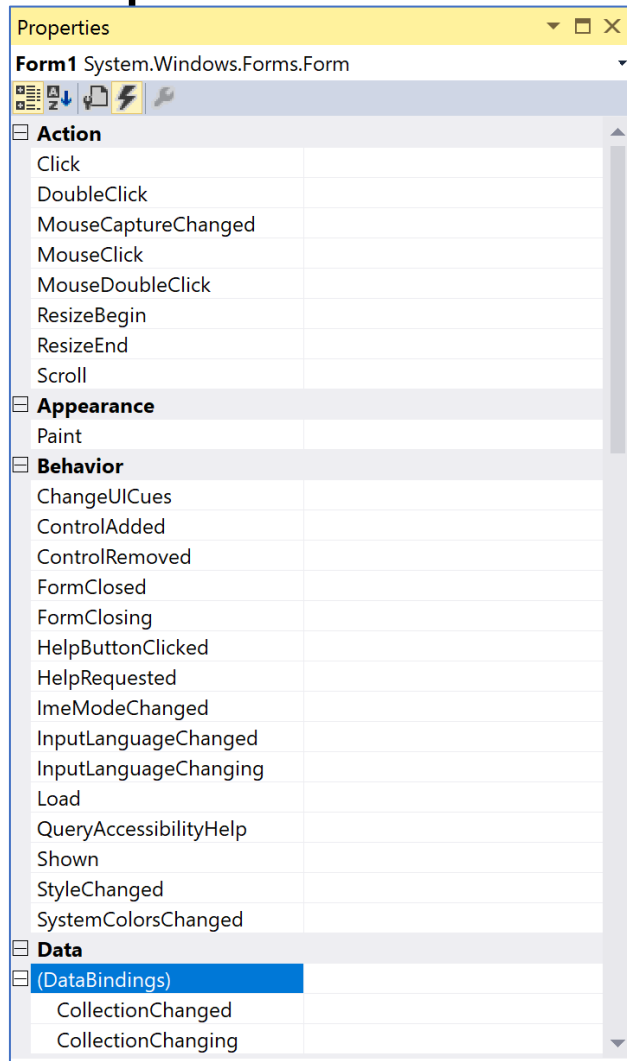 Properties
Form1 System.Windows.Forms.Form
Action
Click
DoubleClick
MouseCaptureChanged
MouseClick
MouseDoubleClick
ResizeBegin
ResizeEnd
Scroll
Appearance
Paint
Behavior
ChangeUICues
ControlAdded
ControlRemoved
FormClosed
FormClosing
HelpButtonClicked
HelpRequested
ImeModeChanged
InputLanguageChanged
InputLanguageChanging
Load
QueryAccessibilityHelp
Shown
StyleChanged
SystemColorsChanged
Data
(DataBindings)
CollectionChanged
CollectionChanging